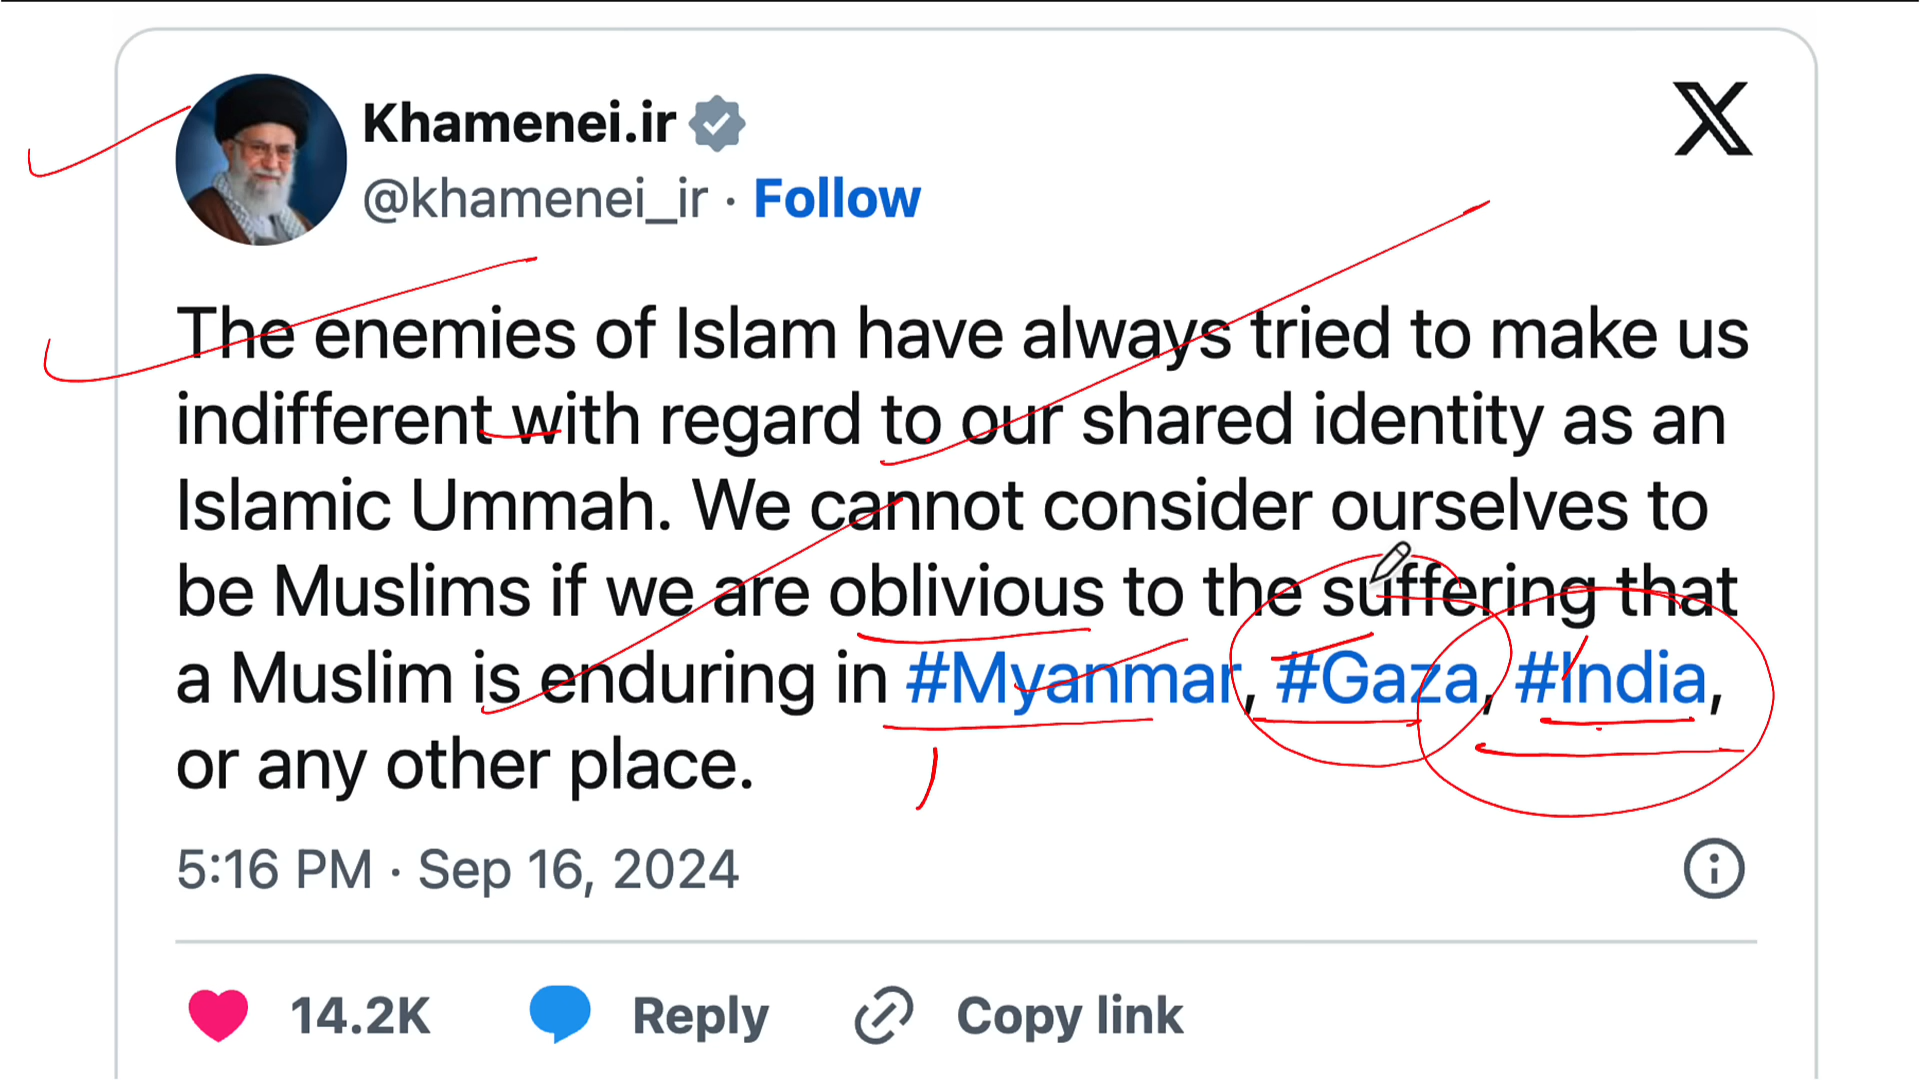 Khamenei.ir
@khamenei_ir · Follow
The enemies of Islam have always tried to make us
indifferent with regard to our shared identity as an
Islamic Ummah. We cannot consider ourselves to
be Muslims if we are oblivious to the suffering that
a Muslim is enduring in #Myanmar, #Gaza, #India,
or any other place.
5:16 PM · Sep 16, 2024
14.2K Reply Copy link